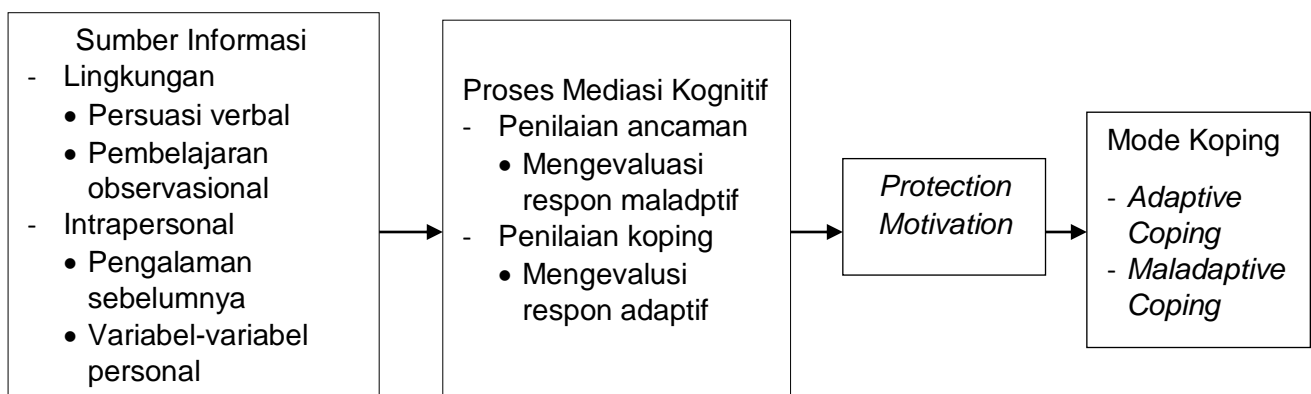 Sumber Informasi
- Lingkungan
• Persuasi verbal
• Pembelajaran
observasional
- Intrapersonal
• Pengalaman
sebelumnya
• Variabel-variabel
personal
Proses Mediasi Kognitif
- Penilaian ancaman
• Mengevaluasi
respon maladptif
- Penilaian koping
• Mengevalusi
respon adaptif
Protection
Motivation
Mode Koping
- Adaptive
Coping
- Maladaptive
Coping